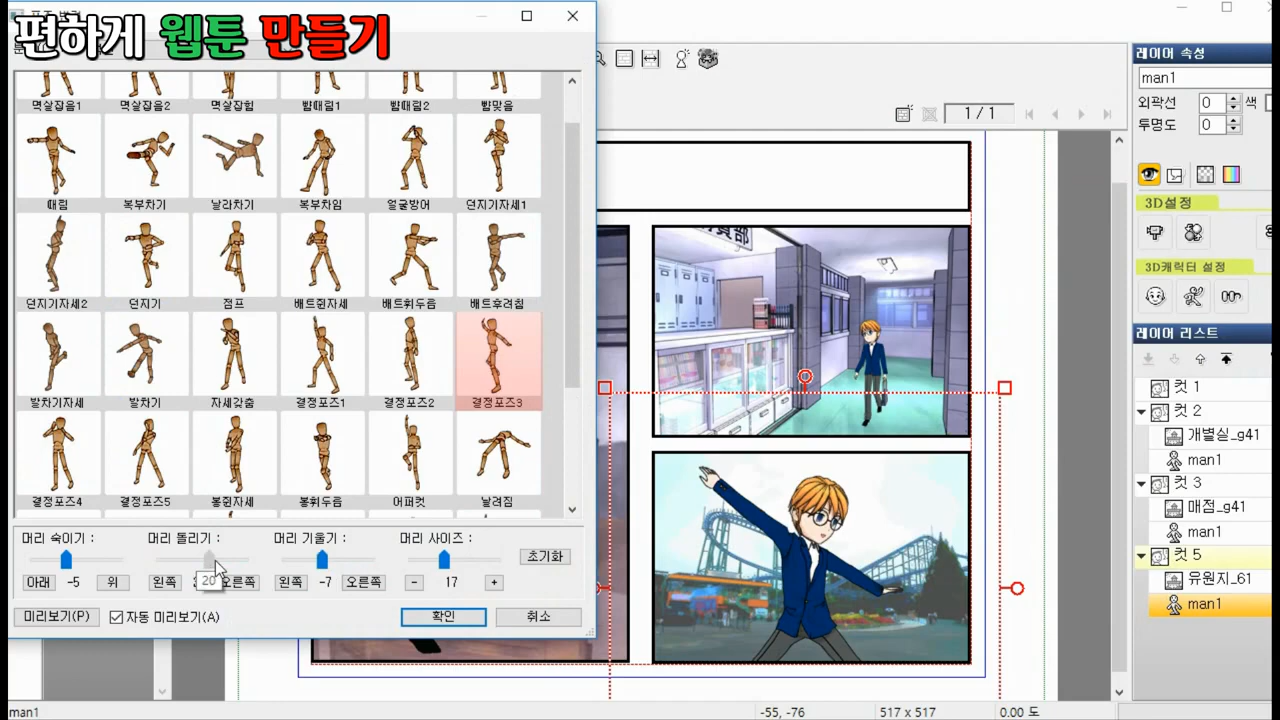 편하게 웹툰 만들기
멱살잡음1 멱살잡음2 멱살잡힘 뺨때림1 뺨때림2 뺨맞음
때림 복부차기 날라차기 복부차임 얼굴방어 던지기자세1
던지기자세2 던지기 점프 배트쥔자세 배트휘두름 배트후려침
발차기자세 발차기 자세갖춤 결정포즈1 결정포즈2 결정포즈3
결정포즈4 결정포즈5 봉쥔자세 봉휘두름 어퍼컷 날려짐
머리 숙이기 : 머리 돌리기 : 머리 기울기 : 머리 사이즈 :
초기화
아래 -5 위 왼쪽 20 오른쪽 왼쪽 -7 오른쪽 - 17 +
미리보기(P) 자동 미리보기(A) 확인 취소
1 / 1
레이어 속성
man1
외곽선 0 색
투명도 0
3D설정
3D캐릭터 설정
레이어 리스트
컷 1
컷 2
개별실_g41
man1
컷 3
매점_g41
man1
컷 5
유원지_61
man1
man1 -55, -76 517 x 517 0.00 도